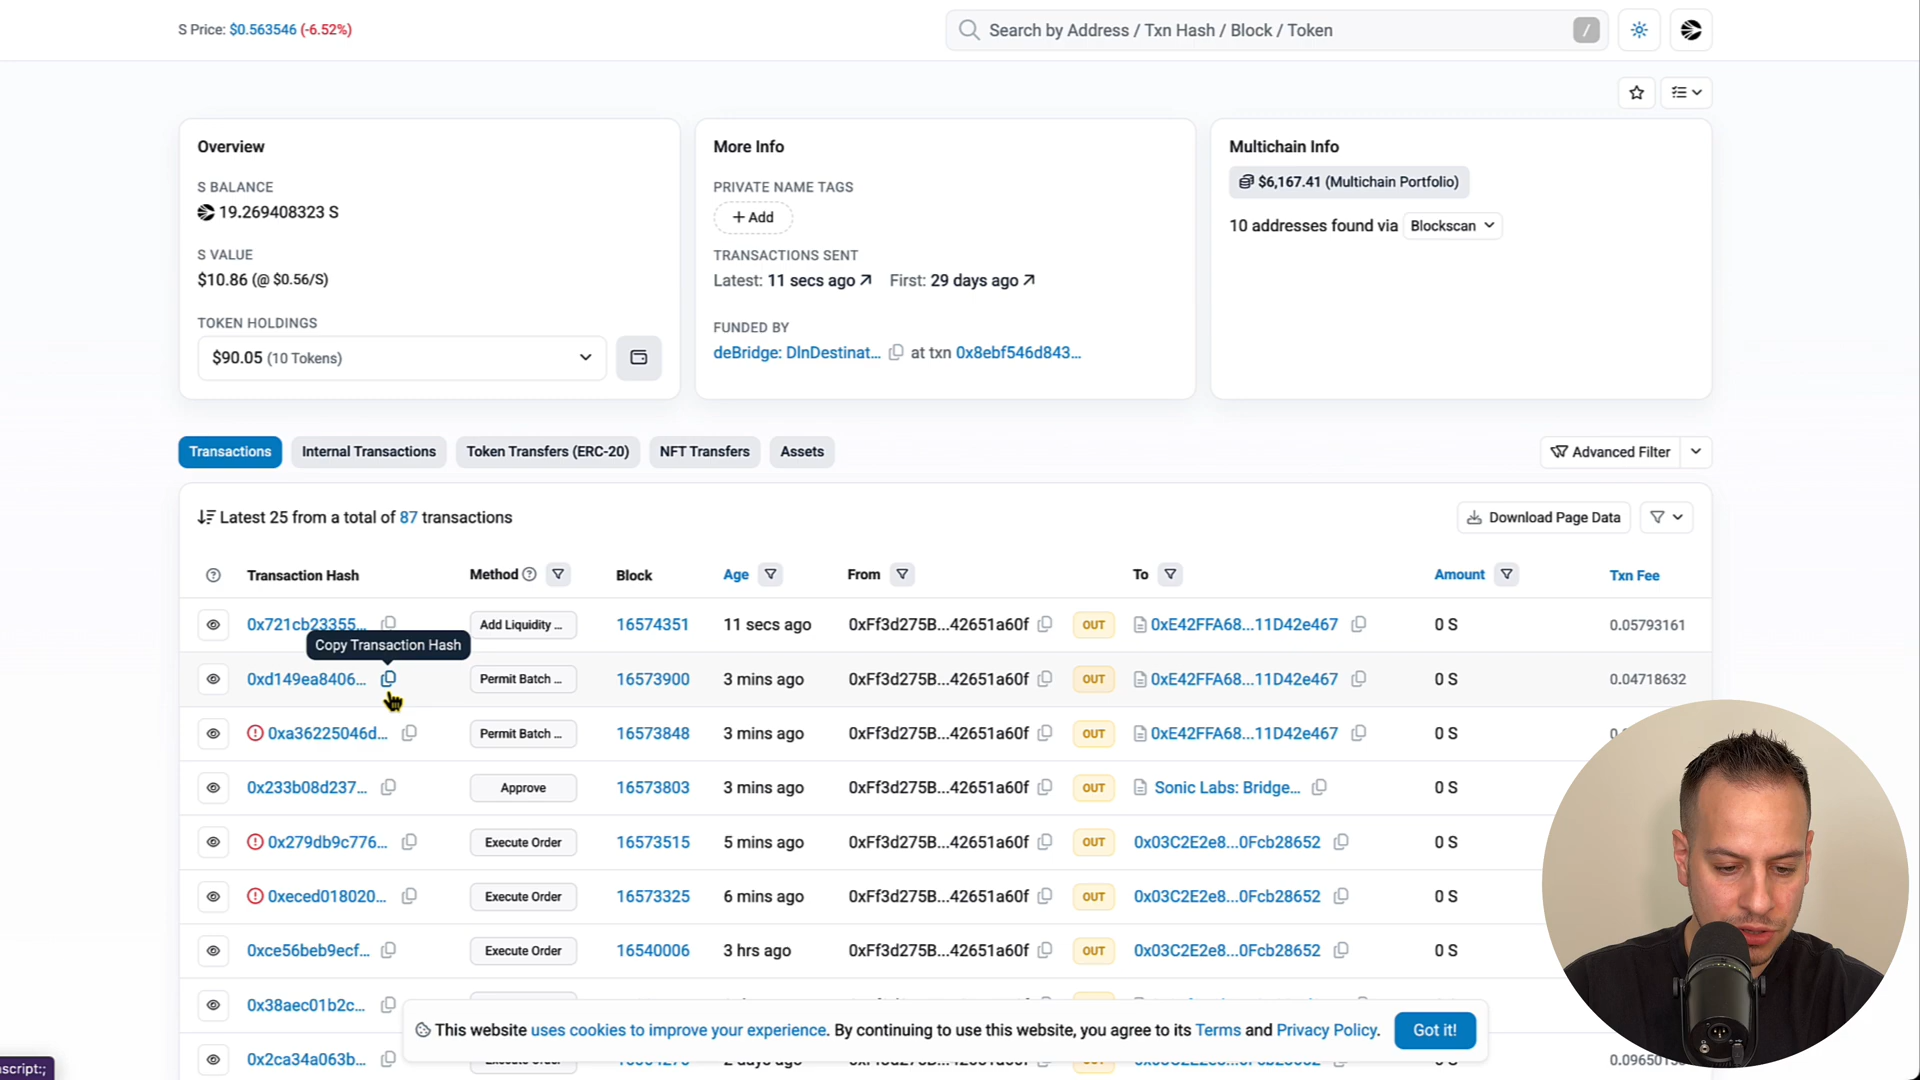 S Price: $0.563546 (-6.52%)
Search by Address / Txn Hash / Block / Token
/
Overview
S BALANCE
19.269408323 S
S VALUE
$10.86 (@ $0.56/S)
TOKEN HOLDINGS
$90.05 (10 Tokens)
More Info
PRIVATE NAME TAGS
+ Add
TRANSACTIONS SENT
Latest: 11 secs ago First: 29 days ago
FUNDED BY
deBridge: DlnDestinat... at txn 0x8ebf546d843...
Multichain Info
$6,167.41 (Multichain Portfolio)
10 addresses found via Blockscan
Transactions Internal Transactions Token Transfers (ERC-20) NFT Transfers Assets Advanced Filter
Latest 25 from a total of 87 transactions Download Page Data
Transaction Hash Method Block Age From To Amount Txn Fee
0x721cb23355... Add Liquidity ... 16574351 11 secs ago 0xFf3d275B...42651a60f OUT 0xE42FFA68...11D42e467 0 S 0.05793161
Copy Transaction Hash
0xd149ea8406... Permit Batch ... 16573900 3 mins ago 0xFf3d275B...42651a60f OUT 0xE42FFA68...11D42e467 0 S 0.04718632
0xa36225046d... Permit Batch ... 16573848 3 mins ago 0xFf3d275B...42651a60f OUT 0xE42FFA68...11D42e467 0 S
0x233b08d237... Approve 16573803 3 mins ago 0xFf3d275B...42651a60f OUT Sonic Labs: Bridge... 0 S
0x279db9c776... Execute Order 16573515 5 mins ago 0xFf3d275B...42651a60f OUT 0x03C2E2e8...0Fcb28652 0 S
0xeced018020... Execute Order 16573325 6 mins ago 0xFf3d275B...42651a60f OUT 0x03C2E2e8...0Fcb28652 0 S
0xce56beb9ecf... Execute Order 16540006 3 hrs ago 0xFf3d275B...42651a60f OUT 0x03C2E2e8...0Fcb28652 0 S
0x38aec01b2c...
This website uses cookies to improve your experience. By continuing to use this website, you agree to its Terms and Privacy Policy. Got it!
0x2ca34a063b...
ascript:;